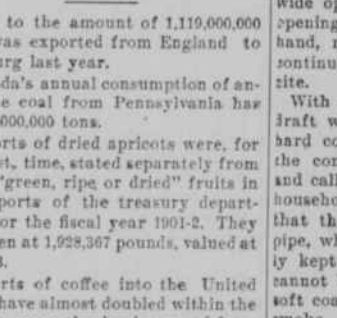 to the amount of 1,119,000,000
was exported from England to
urg last year.
da's annual consumption of an-
e coal from Pennsylvania has
000,000 tons.
rts of dried apricots were, for
st, time, stated separately from
"green, ripe or dried" fruits in
ports of the treasury depart-
or the fiscal year 1901-2. They
en at 1,928,367 pounds, valued at
3.
rts of coffee into the United
have almost doubled within the
wide op
opening
hand, r
continu
zite.
With
draft w
hard co
the cor
and call
househo
that th
pipe, wh
ly kept
cannot
soft coa